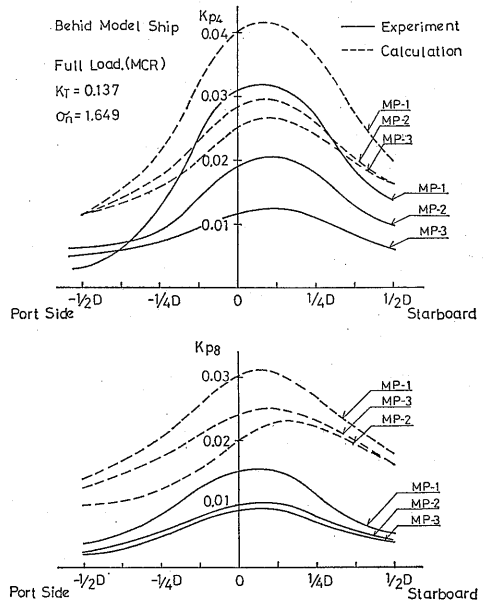 Behid Model Ship
Full Load.(MCR)
KT = 0.137
σn = 1.649
Kp4
Experiment
Calculation
0.04
0.03
0.02
0.01
MP-1
MP-2
MP-3
MP-1
MP-2
MP-3
-1/2D
-1/4D
0
1/4D
1/2D
Port Side
Starboard
Kp8
0.03
0.02
0.01
MP-1
MP-3
MP-2
MP-1
MP-2
MP-3
-1/2D
-1/4D
0
1/4D
1/2D
Port Side
Starboard